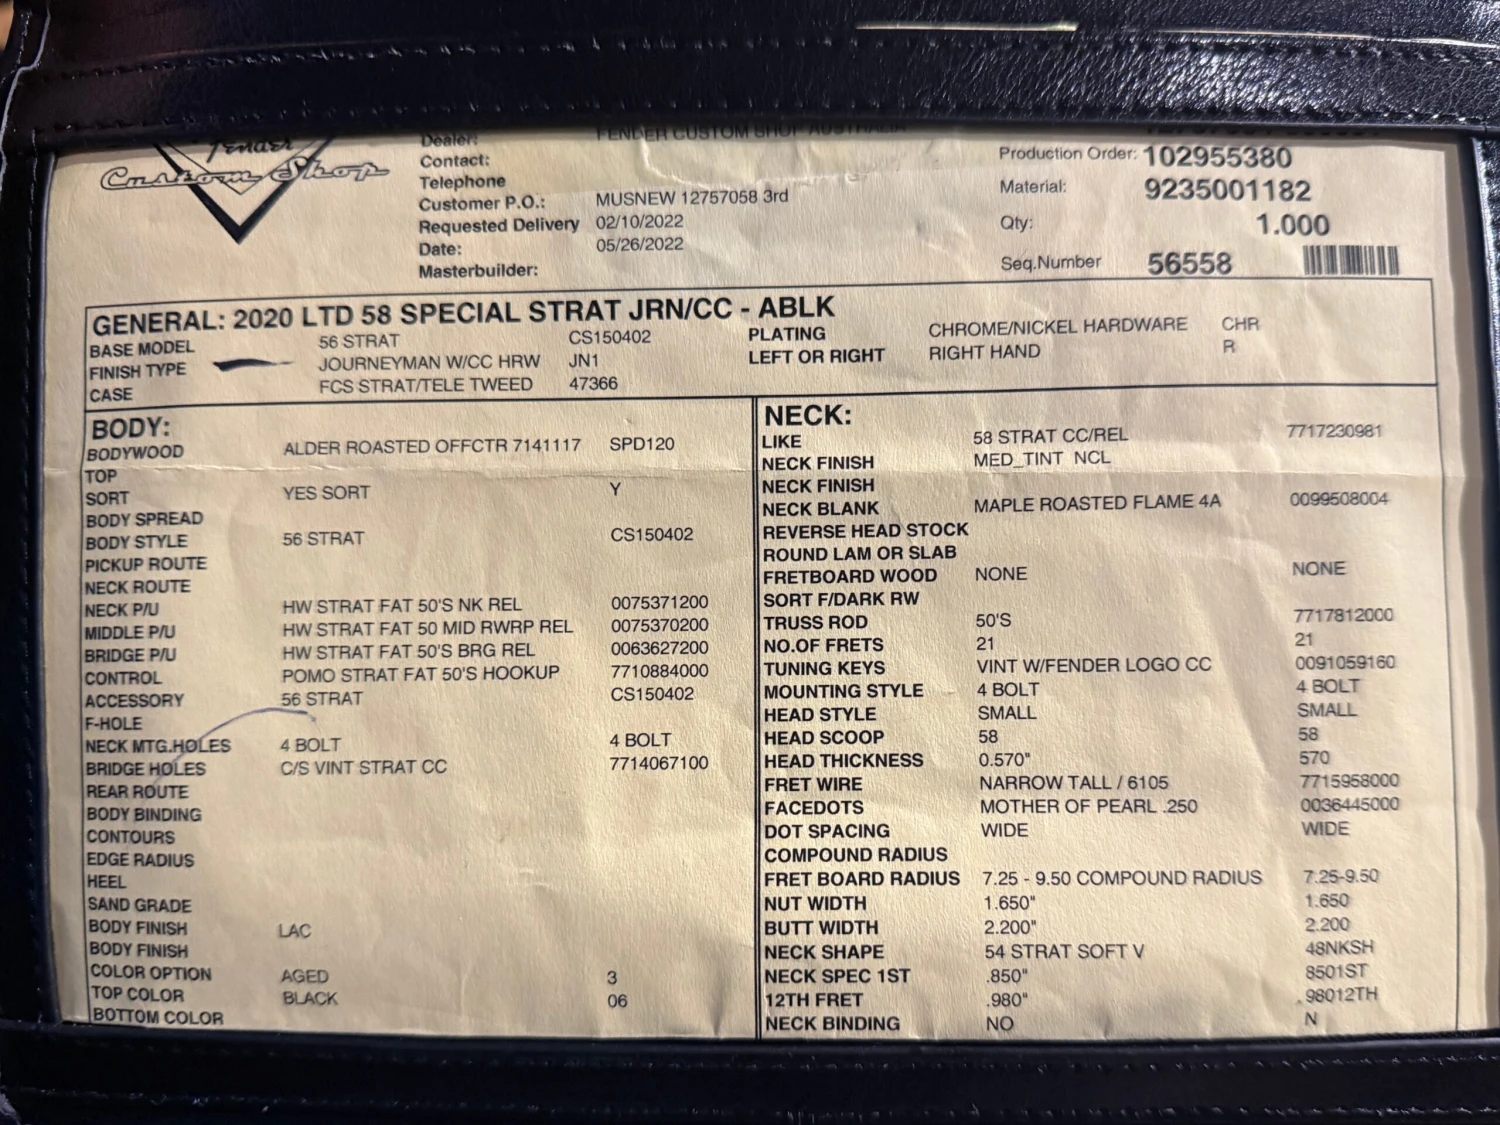 Fender
Custom Shop
Dealer: FENDER CUSTOM SHOP AUSTRALIA
Contact:
Telephone
Customer P.O.: MUSNEW 12757058 3rd
Requested Delivery 02/10/2022
Date: 05/26/2022
Masterbuilder:
Production Order: 102955380
Material: 9235001182
Qty: 1.000
Seq.Number 56558
GENERAL: 2020 LTD 58 SPECIAL STRAT JRN/CC - ABLK
BASE MODEL 56 STRAT CS150402
FINISH TYPE JOURNEYMAN W/CC HRW JN1
CASE FCS STRAT/TELE TWEED 47366
PLATING CHROME/NICKEL HARDWARE CHR
LEFT OR RIGHT RIGHT HAND R
BODY:
BODYWOOD ALDER ROASTED OFFCTR 7141117 SPD120
TOP
SORT YES SORT Y
BODY SPREAD
BODY STYLE 56 STRAT CS150402
PICKUP ROUTE
NECK ROUTE
NECK P/U HW STRAT FAT 50'S NK REL 0075371200
MIDDLE P/U HW STRAT FAT 50 MID RWRP REL 0075370200
BRIDGE P/U HW STRAT FAT 50'S BRG REL 0063627200
CONTROL POMO STRAT FAT 50'S HOOKUP 7710884000
ACCESSORY 56 STRAT CS150402
F-HOLE
NECK MTG.HOLES 4 BOLT 4 BOLT
BRIDGE HOLES C/S VINT STRAT CC 7714067100
REAR ROUTE
BODY BINDING
CONTOURS
EDGE RADIUS
HEEL
SAND GRADE
BODY FINISH LAC
BODY FINISH
COLOR OPTION AGED 3
TOP COLOR BLACK 06
BOTTOM COLOR
NECK:
LIKE 58 STRAT CC/REL 7717230981
NECK FINISH MED_TINT NCL
NECK FINISH
NECK BLANK MAPLE ROASTED FLAME 4A 0099508004
REVERSE HEAD STOCK
ROUND LAM OR SLAB
FRETBOARD WOOD NONE NONE
SORT F/DARK RW
TRUSS ROD 50'S 7717812000
NO.OF FRETS 21 21
TUNING KEYS VINT W/FENDER LOGO CC 0091059160
MOUNTING STYLE 4 BOLT 4 BOLT
HEAD STYLE SMALL SMALL
HEAD SCOOP 58 58
HEAD THICKNESS 0.570" 570
FRET WIRE NARROW TALL / 6105 7715958000
FACEDOTS MOTHER OF PEARL .250 0036445000
DOT SPACING WIDE WIDE
COMPOUND RADIUS
FRET BOARD RADIUS 7.25 - 9.50 COMPOUND RADIUS 7.25-9.50
NUT WIDTH 1.650" 1.650
BUTT WIDTH 2.200" 2.200
NECK SHAPE 54 STRAT SOFT V 48NKSH
NECK SPEC 1ST .850" 8501ST
12TH FRET .980" .98012TH
NECK BINDING NO N